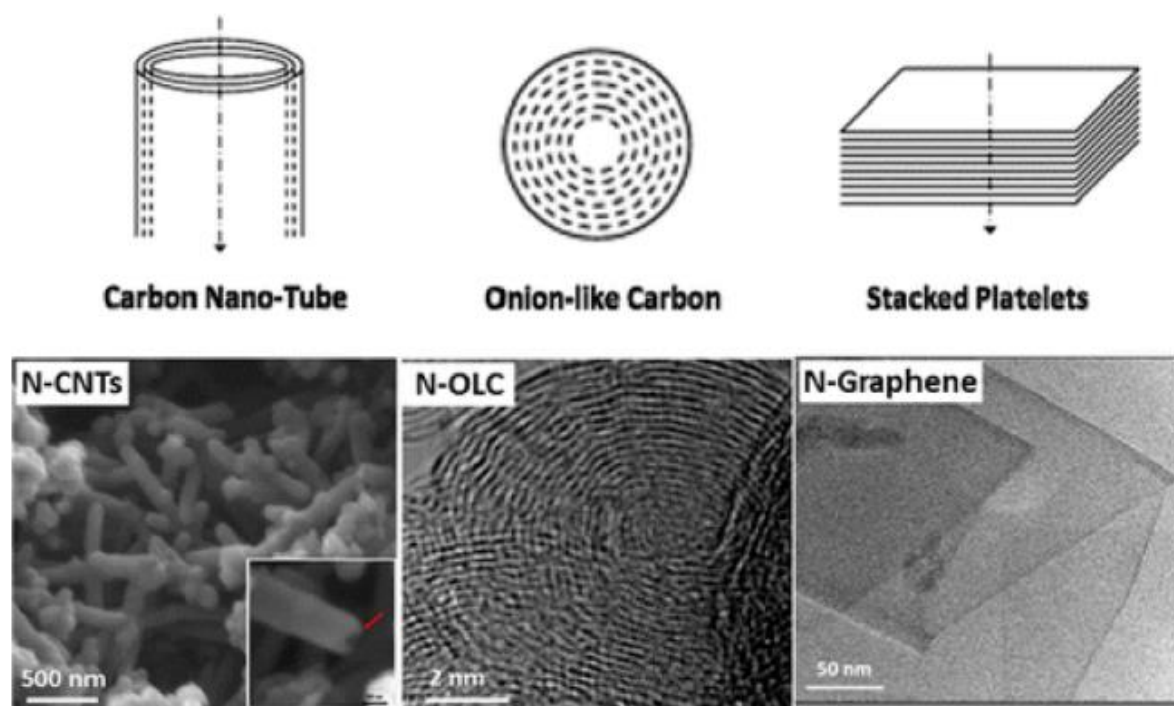 Carbon Nano-Tube
Onion-like Carbon
Stacked Platelets
N-CNTs
N-OLC
N-Graphene
500 nm
2 nm
50 nm